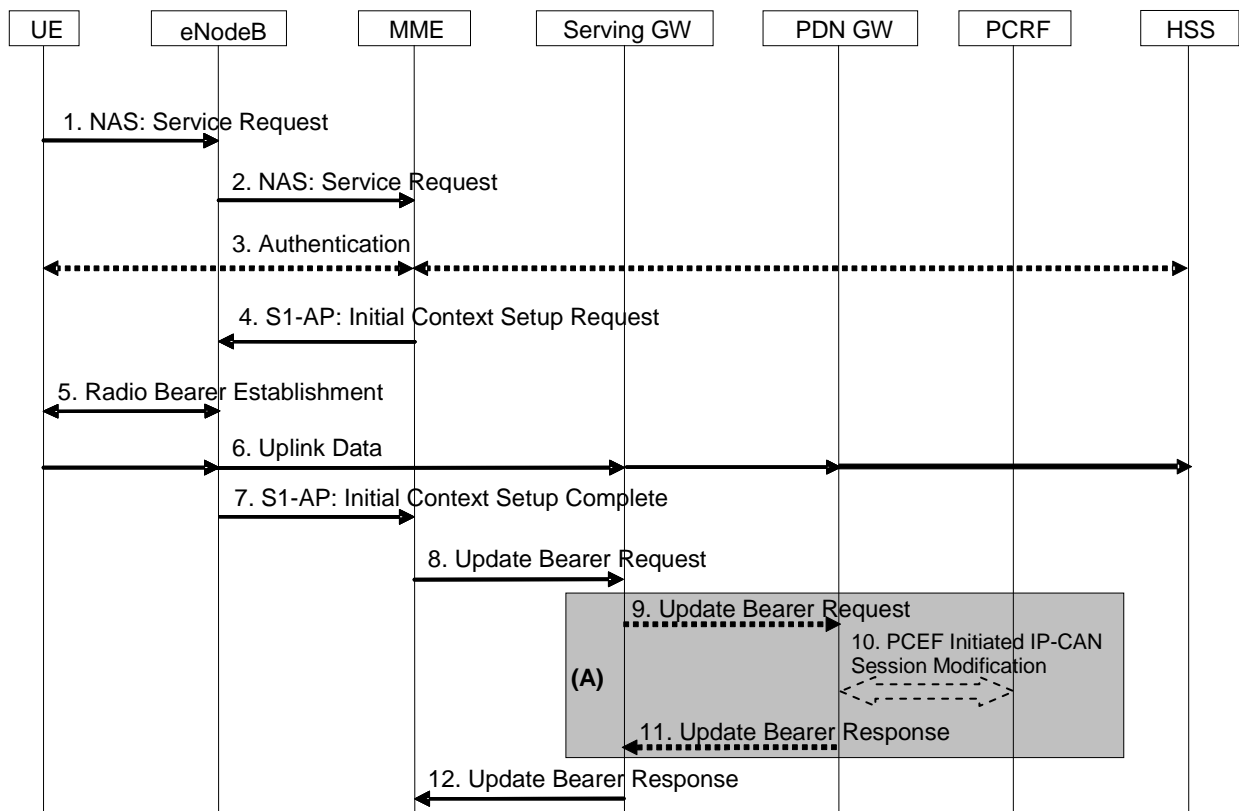 UE
eNodeB
MME
Serving GW
PDN GW
PCRF
HSS
1. NAS: Service Request
2. NAS: Service Request
3. Authentication
4. S1-AP: Initial Context Setup Request
5. Radio Bearer Establishment
6. Uplink Data
7. S1-AP: Initial Context Setup Complete
8. Update Bearer Request
9. Update Bearer Request
10. PCEF Initiated IP-CAN
Session Modification
(A)
11. Update Bearer Response
12. Update Bearer Response